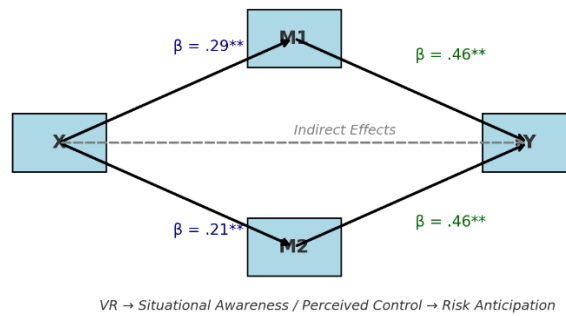 M1
β = .29**
β = .46**
Indirect Effects
X
Y
β = .21**
β = .46**
M2
VR → Situational Awareness / Perceived Control → Risk Anticipation